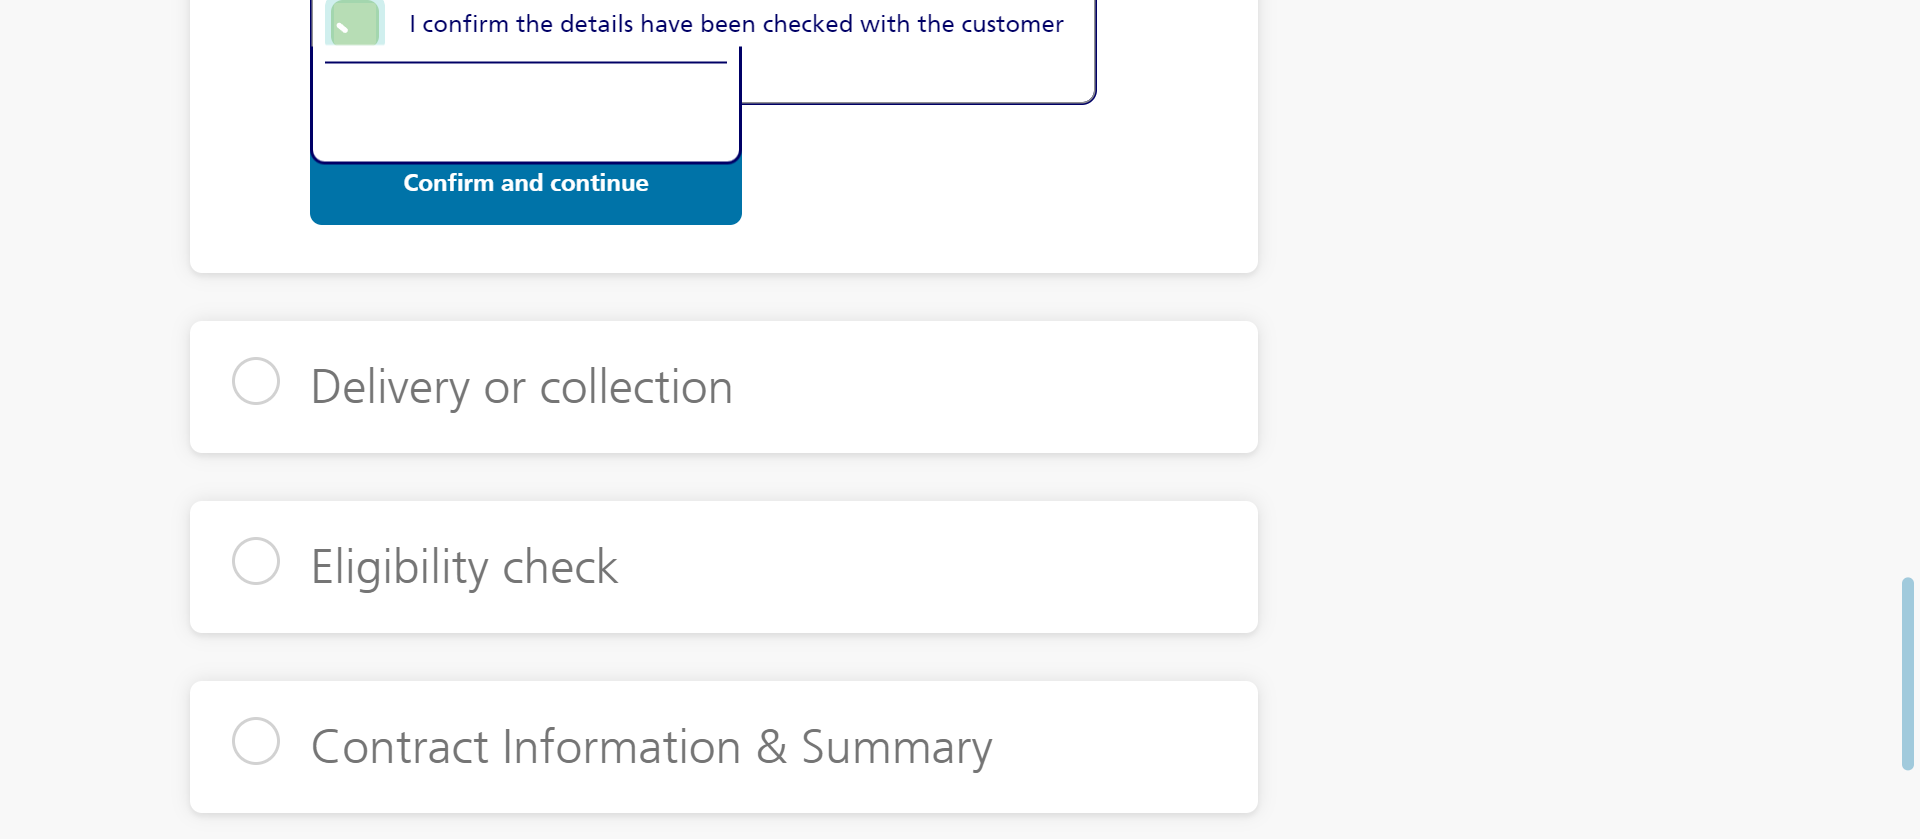 I confirm the details have been checked with the customer
Confirm and continue
Delivery or collection
Eligibility check
Contract Information & Summary